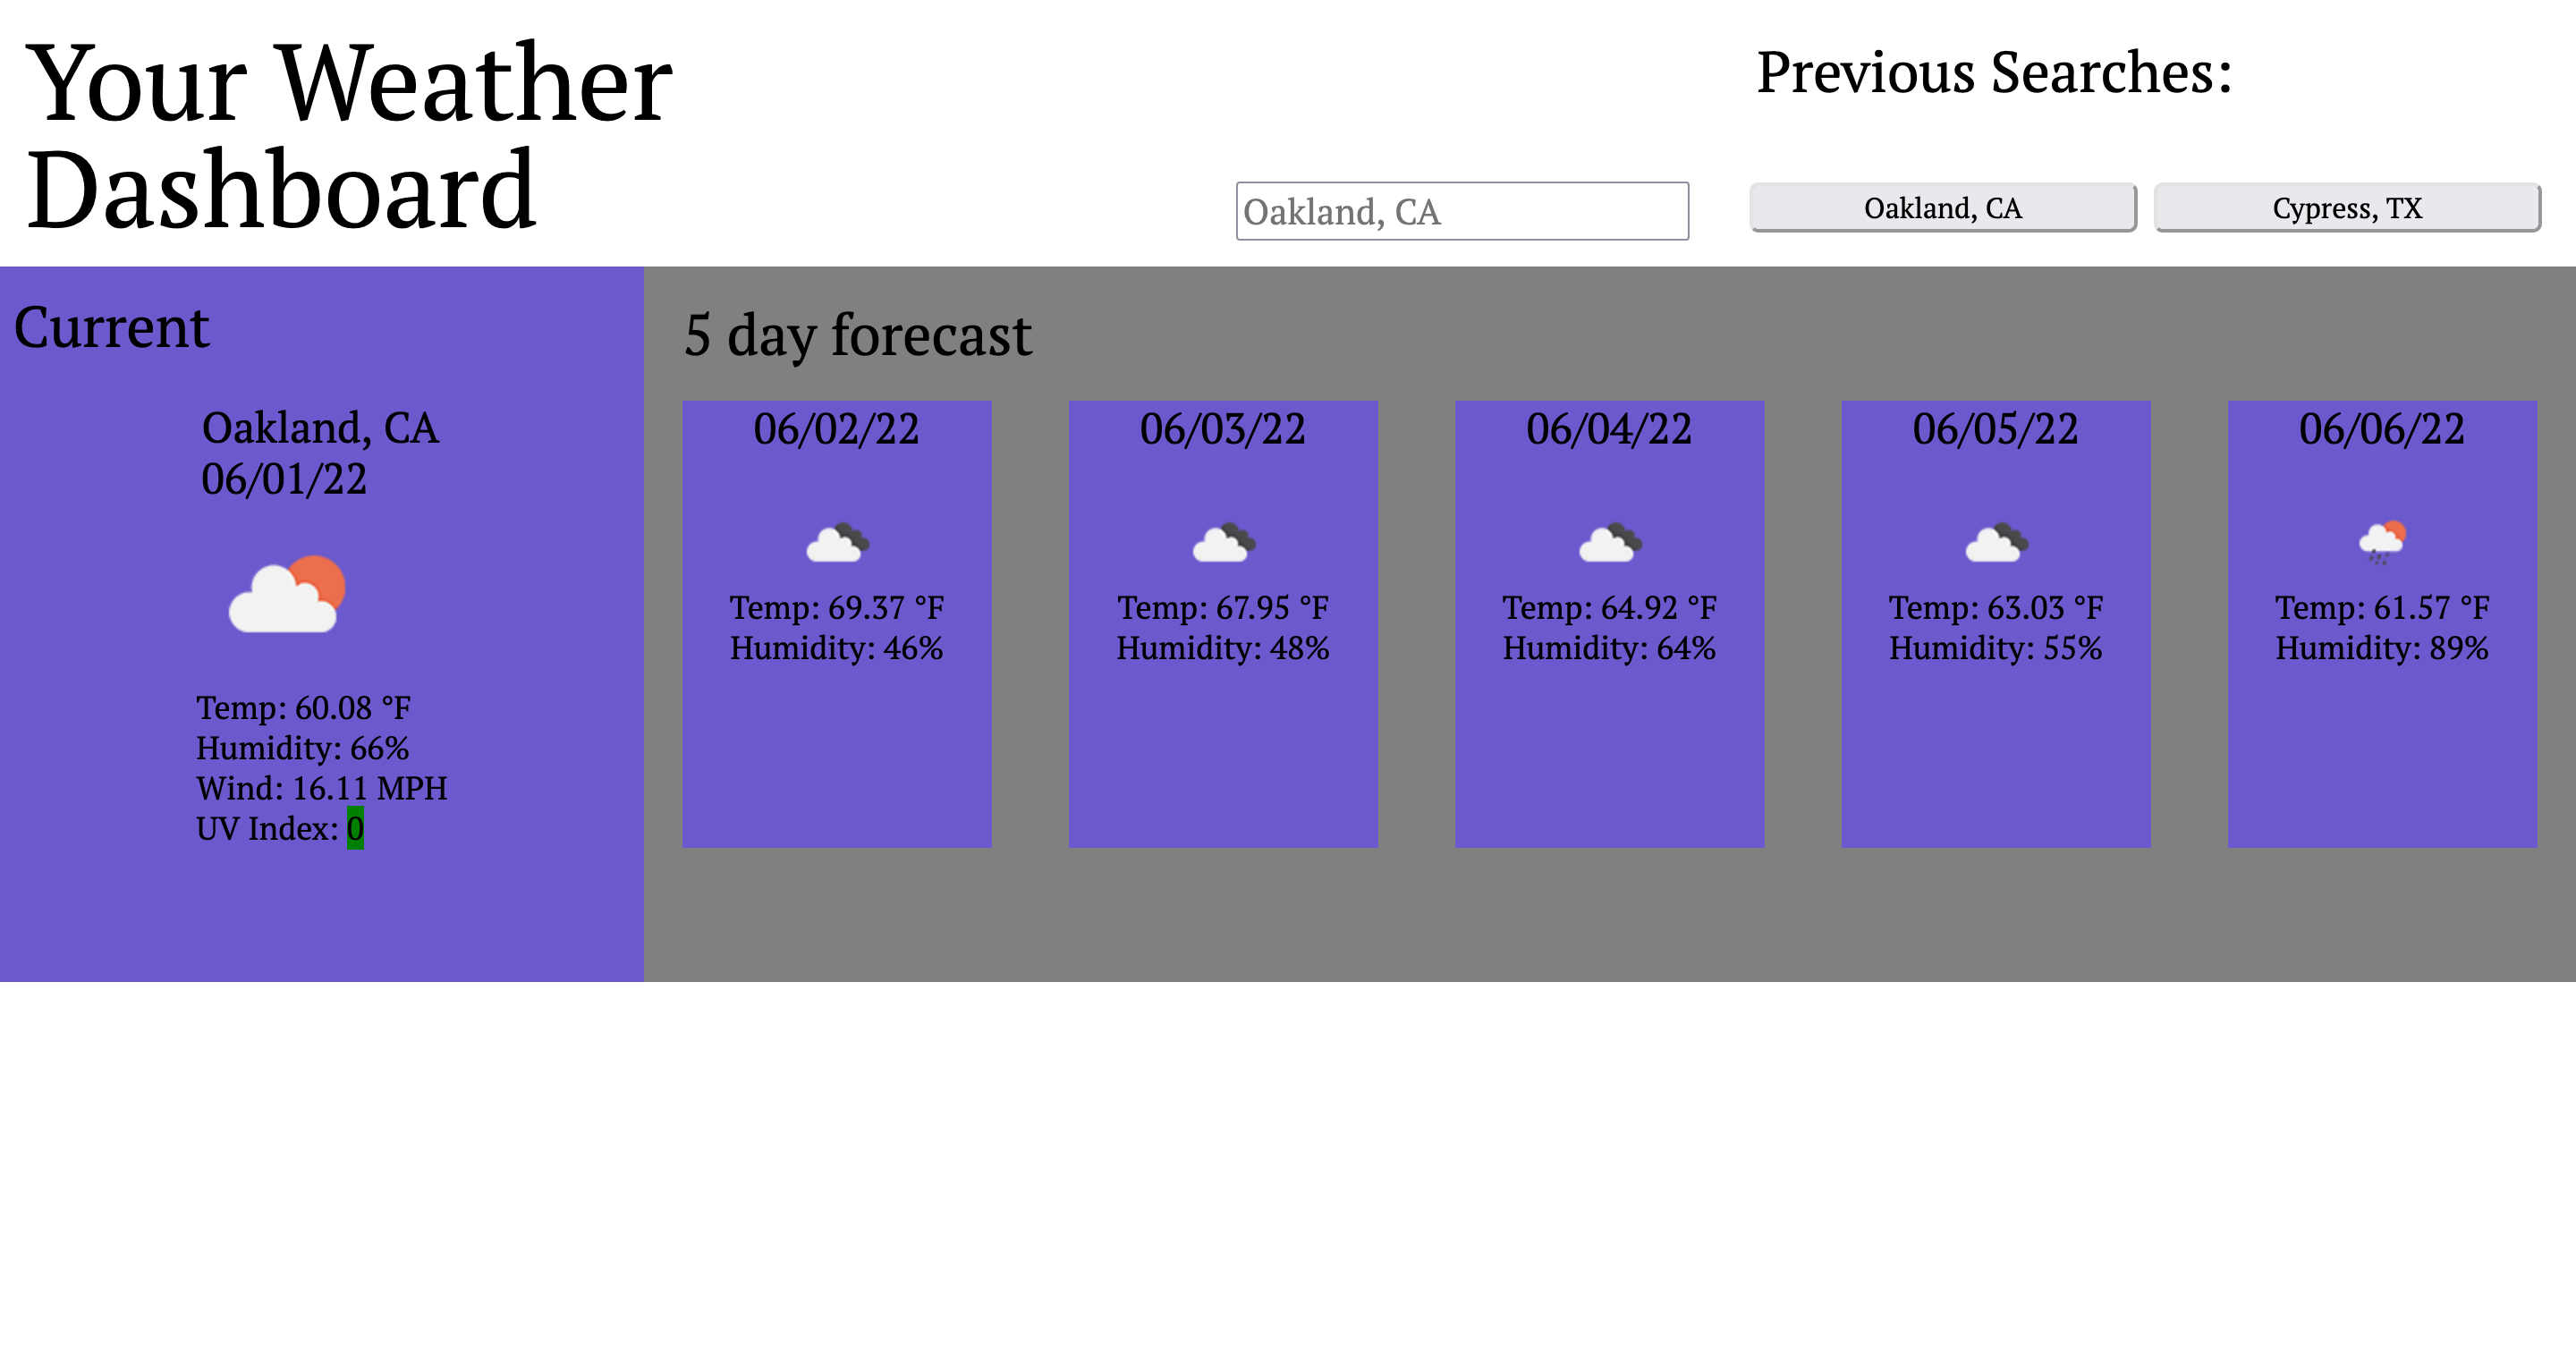 Your Weather
Dashboard
Previous Searches:
Oakland, CA
Oakland, CA
Cypress, TX
Current
Oakland, CA
06/01/22
Temp: 60.08 °F
Humidity: 66%
Wind: 16.11 MPH
UV Index: 0
5 day forecast
06/02/22
Temp: 69.37 °F
Humidity: 46%
06/03/22
Temp: 67.95 °F
Humidity: 48%
06/04/22
Temp: 64.92 °F
Humidity: 64%
06/05/22
Temp: 63.03 °F
Humidity: 55%
06/06/22
Temp: 61.57 °F
Humidity: 89%